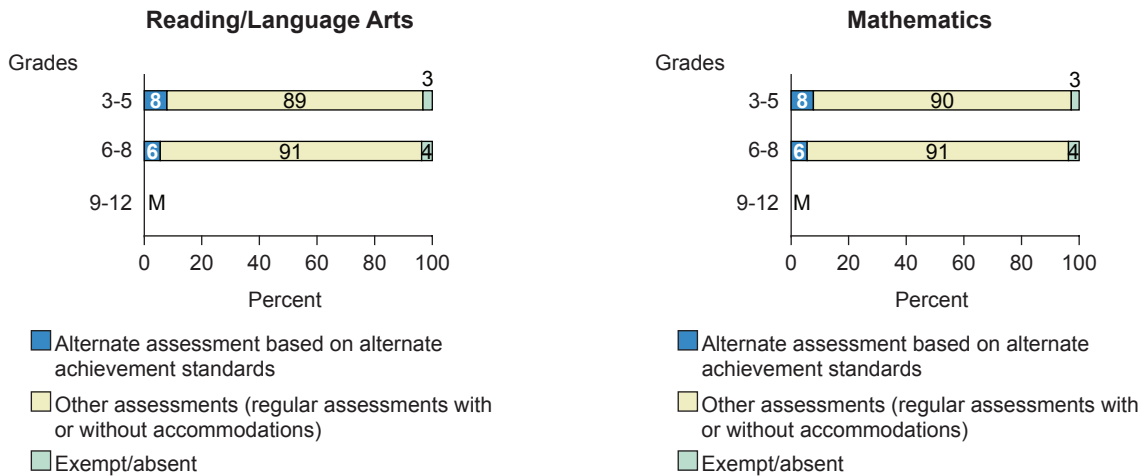 Reading/Language Arts
Grades
3
3-5 8 89
6-8 6 91 4
9-12 M
0 20 40 60 80 100
Percent
Alternate assessment based on alternate
achievement standards
Other assessments (regular assessments with
or without accommodations)
Exempt/absent
Mathematics
Grades
3
3-5 8 90
6-8 6 91 4
9-12 M
0 20 40 60 80 100
Percent
Alternate assessment based on alternate
achievement standards
Other assessments (regular assessments with
or without accommodations)
Exempt/absent